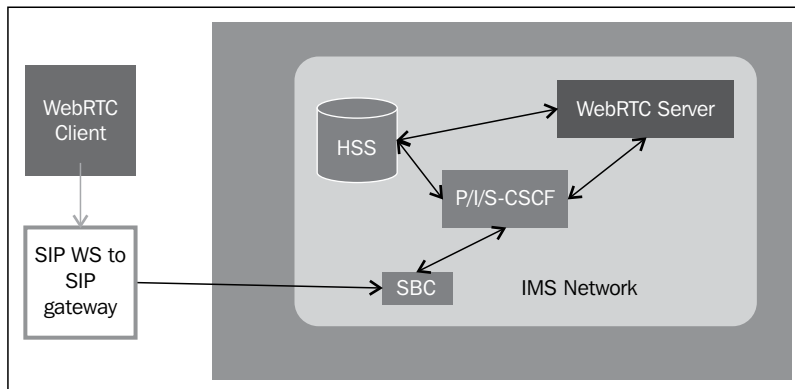 WebRTC
Client
SIP WS to
SIP
gateway
HSS
WebRTC Server
P/I/S-CSCF
SBC
IMS Network